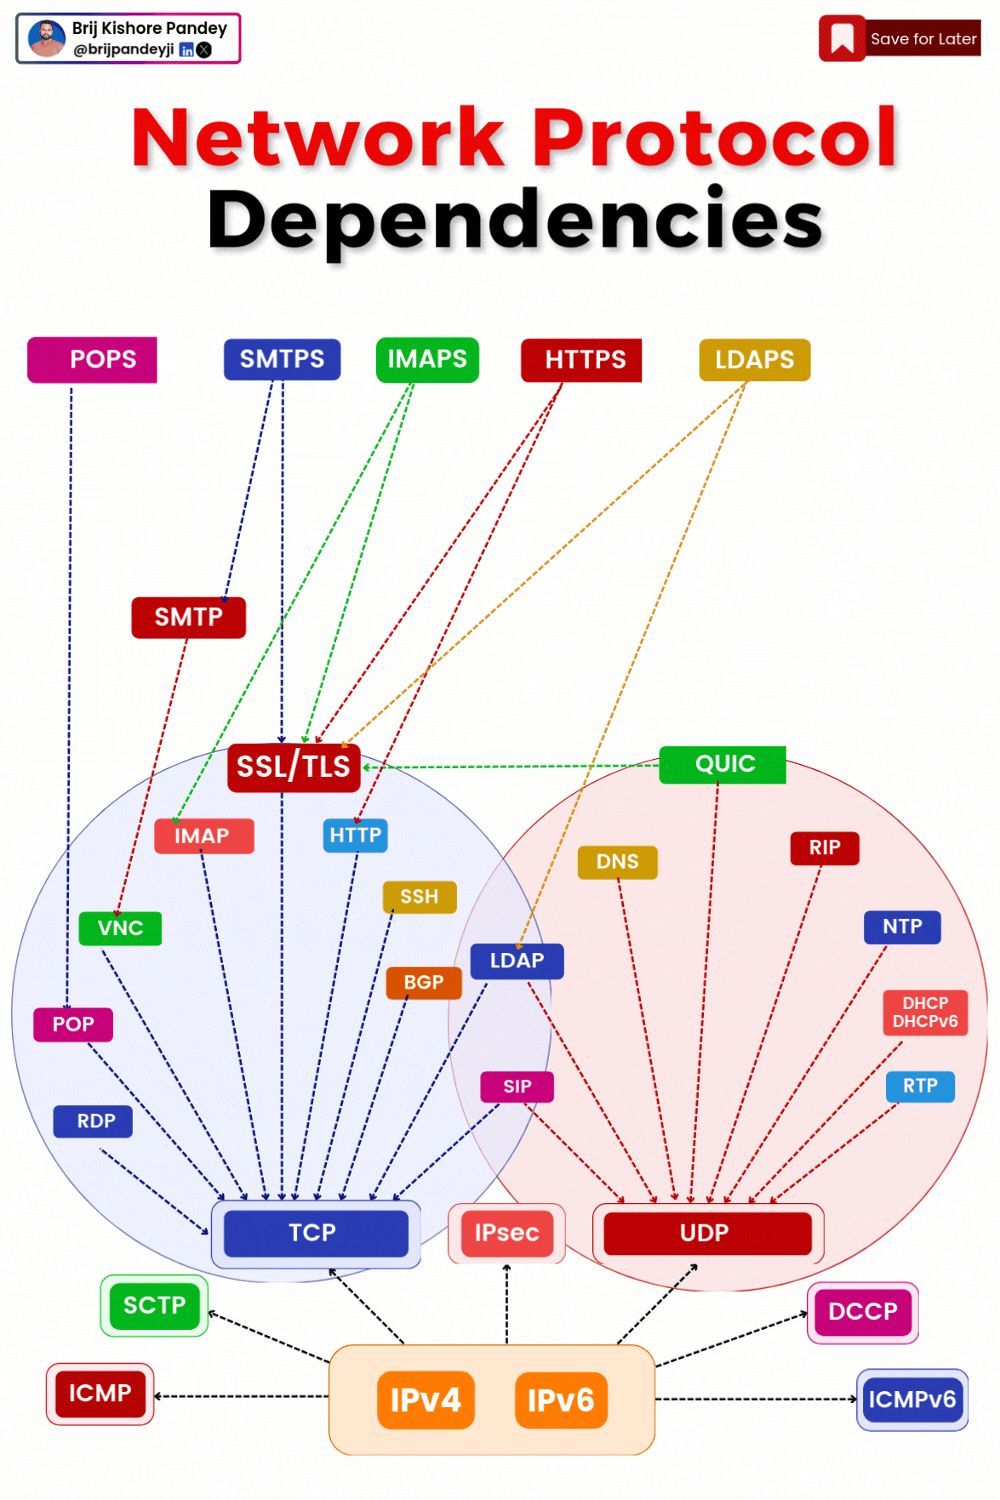 Brij Kishore Pandey
@brijpandeyji in X
Save for Later
Network Protocol
Dependencies
POPS
SMTPS
IMAPS
HTTPS
LDAPS
SMTP
SSL/TLS
QUIC
IMAP
HTTP
DNS
RIP
SSH
VNC
NTP
LDAP
BGP
DHCP
DHCPv6
POP
SIP
RTP
RDP
TCP
IPsec
UDP
SCTP
DCCP
ICMP
IPv4
IPv6
ICMPv6